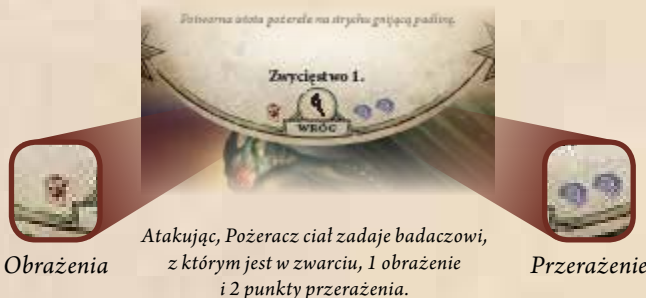 Potworna istota pożerała na strychu gnijącą padlinę.
Zwycięstwo 1.
WRÓG
Obrażenia
Atakując, Pożeracz ciał zadaje badaczowi,
z którym jest w zwarciu, 1 obrażenie
i 2 punkty przerażenia.
Przerażenie